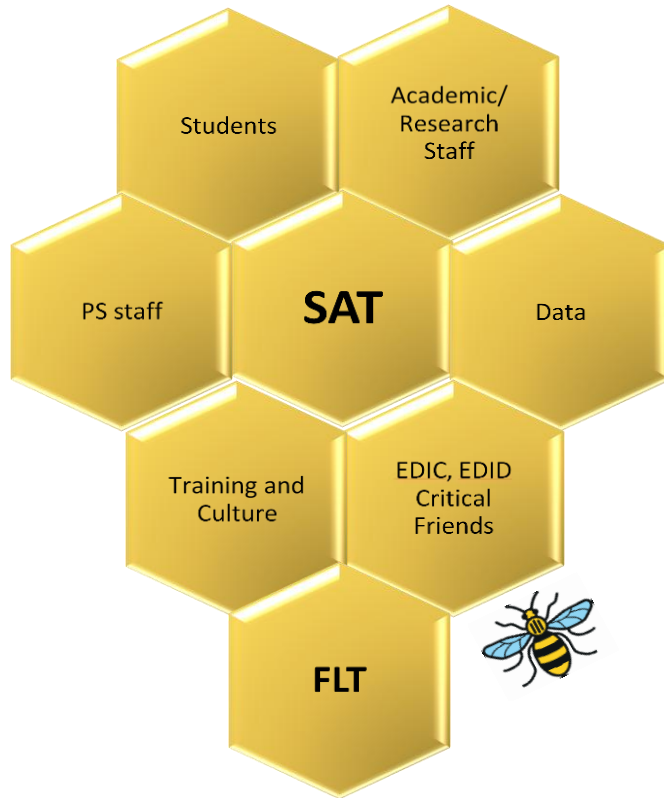 Students
Academic/
Research
Staff
PS staff
SAT
Data
Training and
Culture
EDIC, EDID
Critical
Friends
FLT